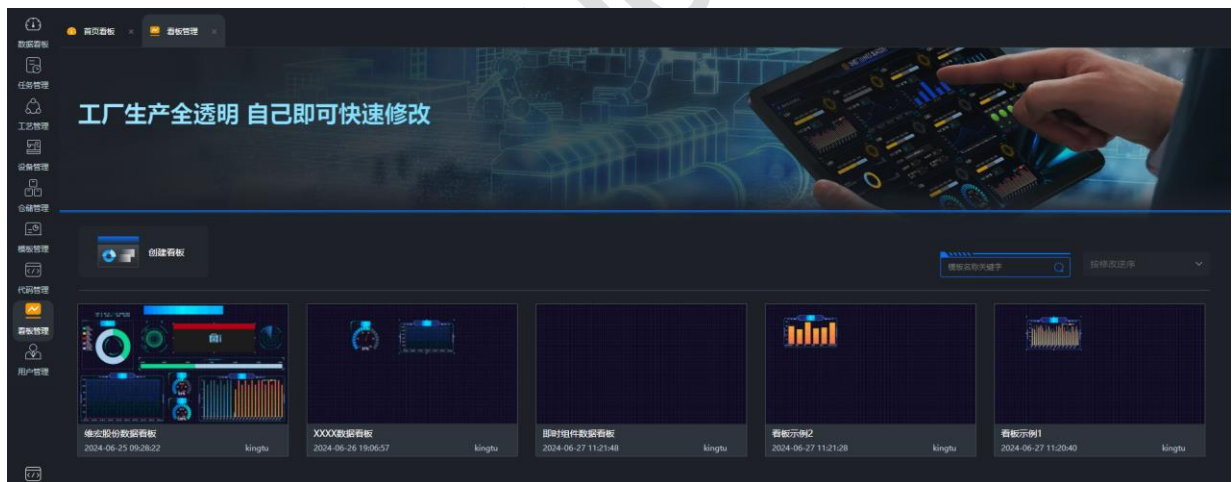 首页看板 ×
看板管理 ×
数据看板
任务管理
工艺管理
设备管理
仓储管理
模板管理
代码管理
看板管理
用户管理
工厂生产全透明 自己即可快速修改
创建看板
模板名称关键字
按修改逆序
维宏股份数据看板
2024-06-25 09:28:22 kingtu
XXXX数据看板
2024-06-26 19:06:57 kingtu
即时组件数据看板
2024-06-27 11:21:48 kingtu
看板示例2
2024-06-27 11:21:28 kingtu
看板示例1
2024-06-27 11:20:40 kingtu